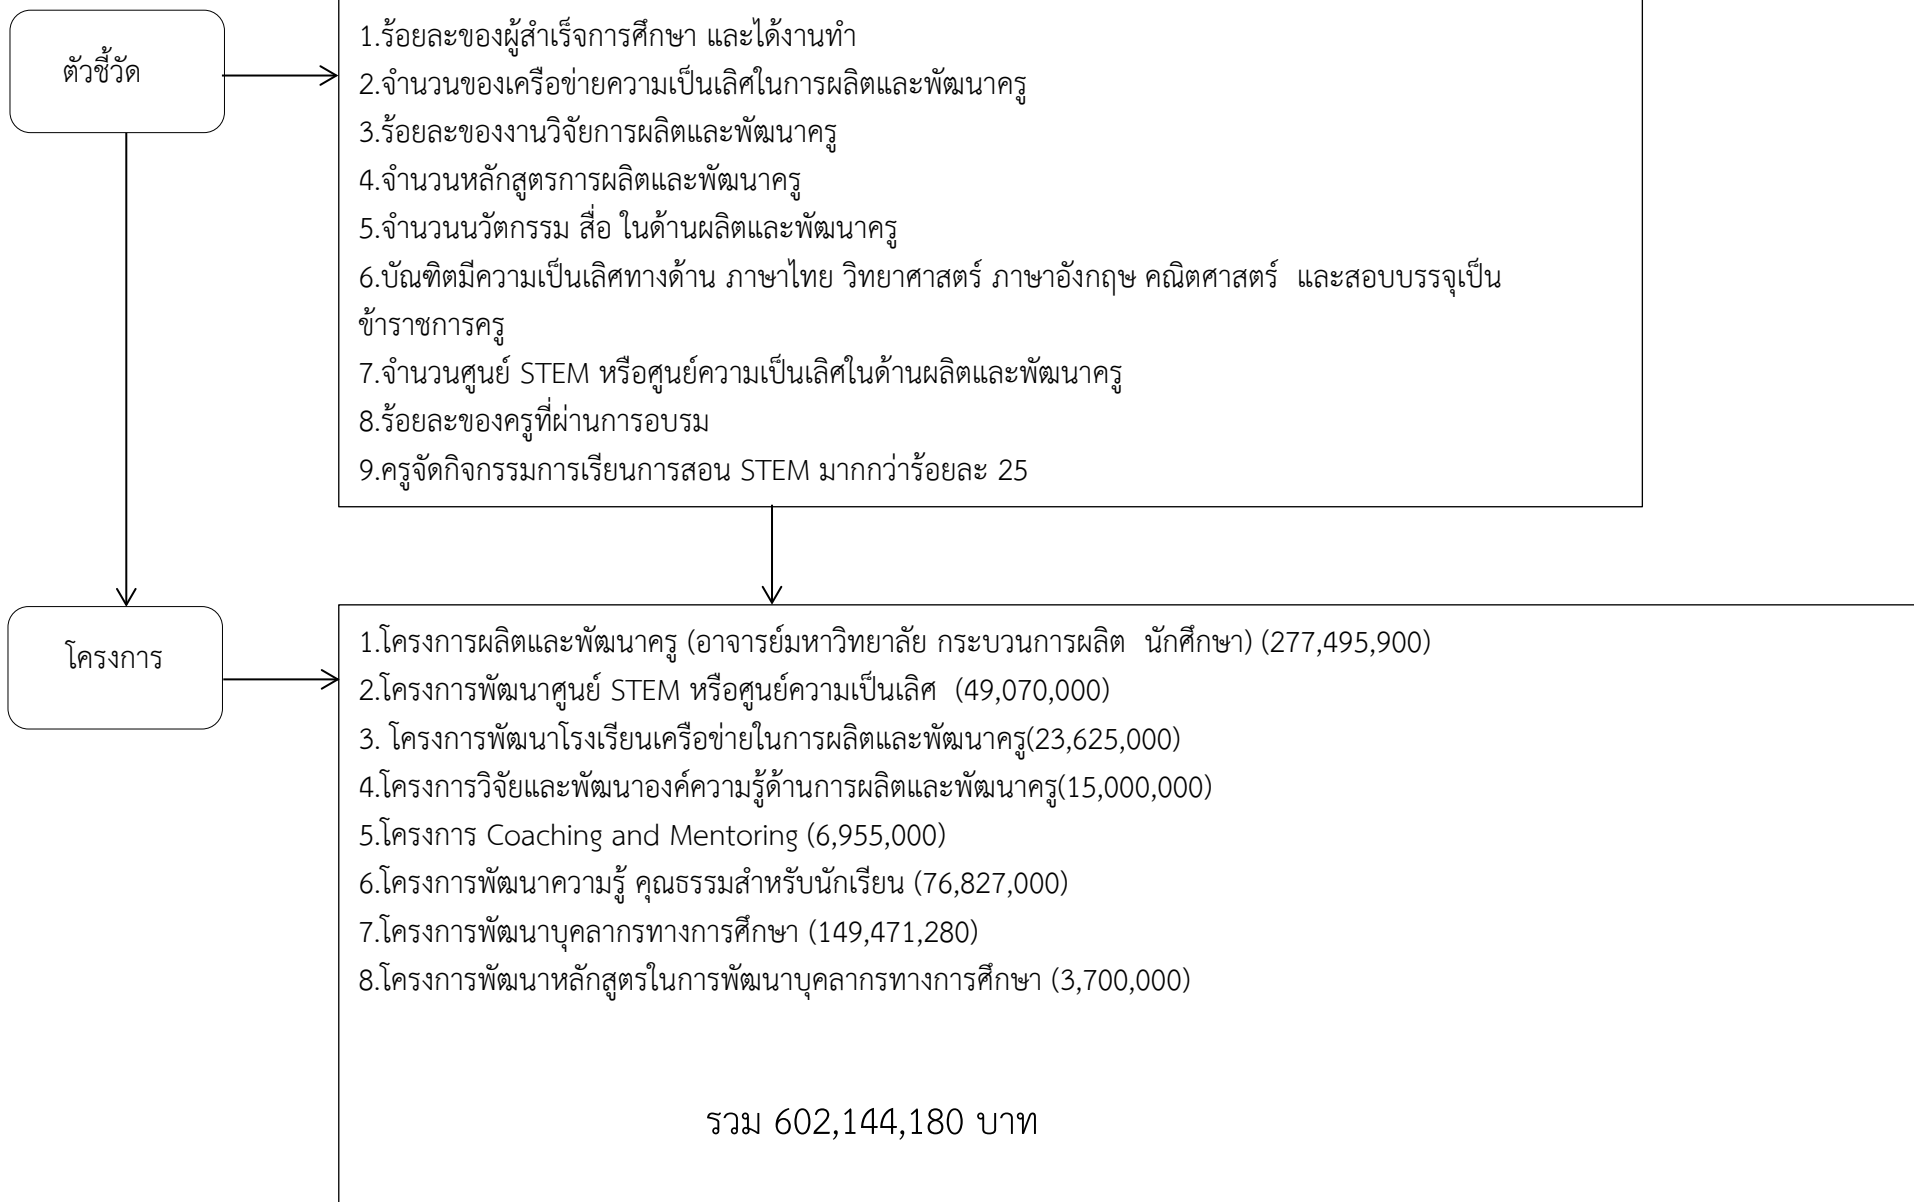 ตัวชี้วัด
1.ร้อยละของผู้สำเร็จการศึกษา และได้งานทำ
2.จำนวนของเครือข่ายความเป็นเลิศในการผลิตและพัฒนาครู
3.ร้อยละของงานวิจัยการผลิตและพัฒนาครู
4.จำนวนหลักสูตรการผลิตและพัฒนาครู
5.จำนวนนวัตกรรม สื่อ ในด้านผลิตและพัฒนาครู
6.บัณฑิตมีความเป็นเลิศทางด้าน ภาษาไทย วิทยาศาสตร์ ภาษาอังกฤษ คณิตศาสตร์  และสอบบรรจุเป็น
ข้าราชการครู
7.จำนวนศูนย์ STEM หรือศูนย์ความเป็นเลิศในด้านผลิตและพัฒนาครู
8.ร้อยละของครูที่ผ่านการอบรม
9.ครูจัดกิจกรรมการเรียนการสอน STEM มากกว่าร้อยละ 25
โครงการ
1.โครงการผลิตและพัฒนาครู (อาจารย์มหาวิทยาลัย กระบวนการผลิต  นักศึกษา) (277,495,900)
2.โครงการพัฒนาศูนย์ STEM หรือศูนย์ความเป็นเลิศ  (49,070,000)
3. โครงการพัฒนาโรงเรียนเครือข่ายในการผลิตและพัฒนาครู(23,625,000)
4.โครงการวิจัยและพัฒนาองค์ความรู้ด้านการผลิตและพัฒนาครู(15,000,000)
5.โครงการ Coaching and Mentoring (6,955,000)
6.โครงการพัฒนาความรู้ คุณธรรมสำหรับนักเรียน (76,827,000)
7.โครงการพัฒนาบุคลากรทางการศึกษา (149,471,280)
8.โครงการพัฒนาหลักสูตรในการพัฒนาบุคลากรทางการศึกษา (3,700,000)
รวม 602,144,180 บาท